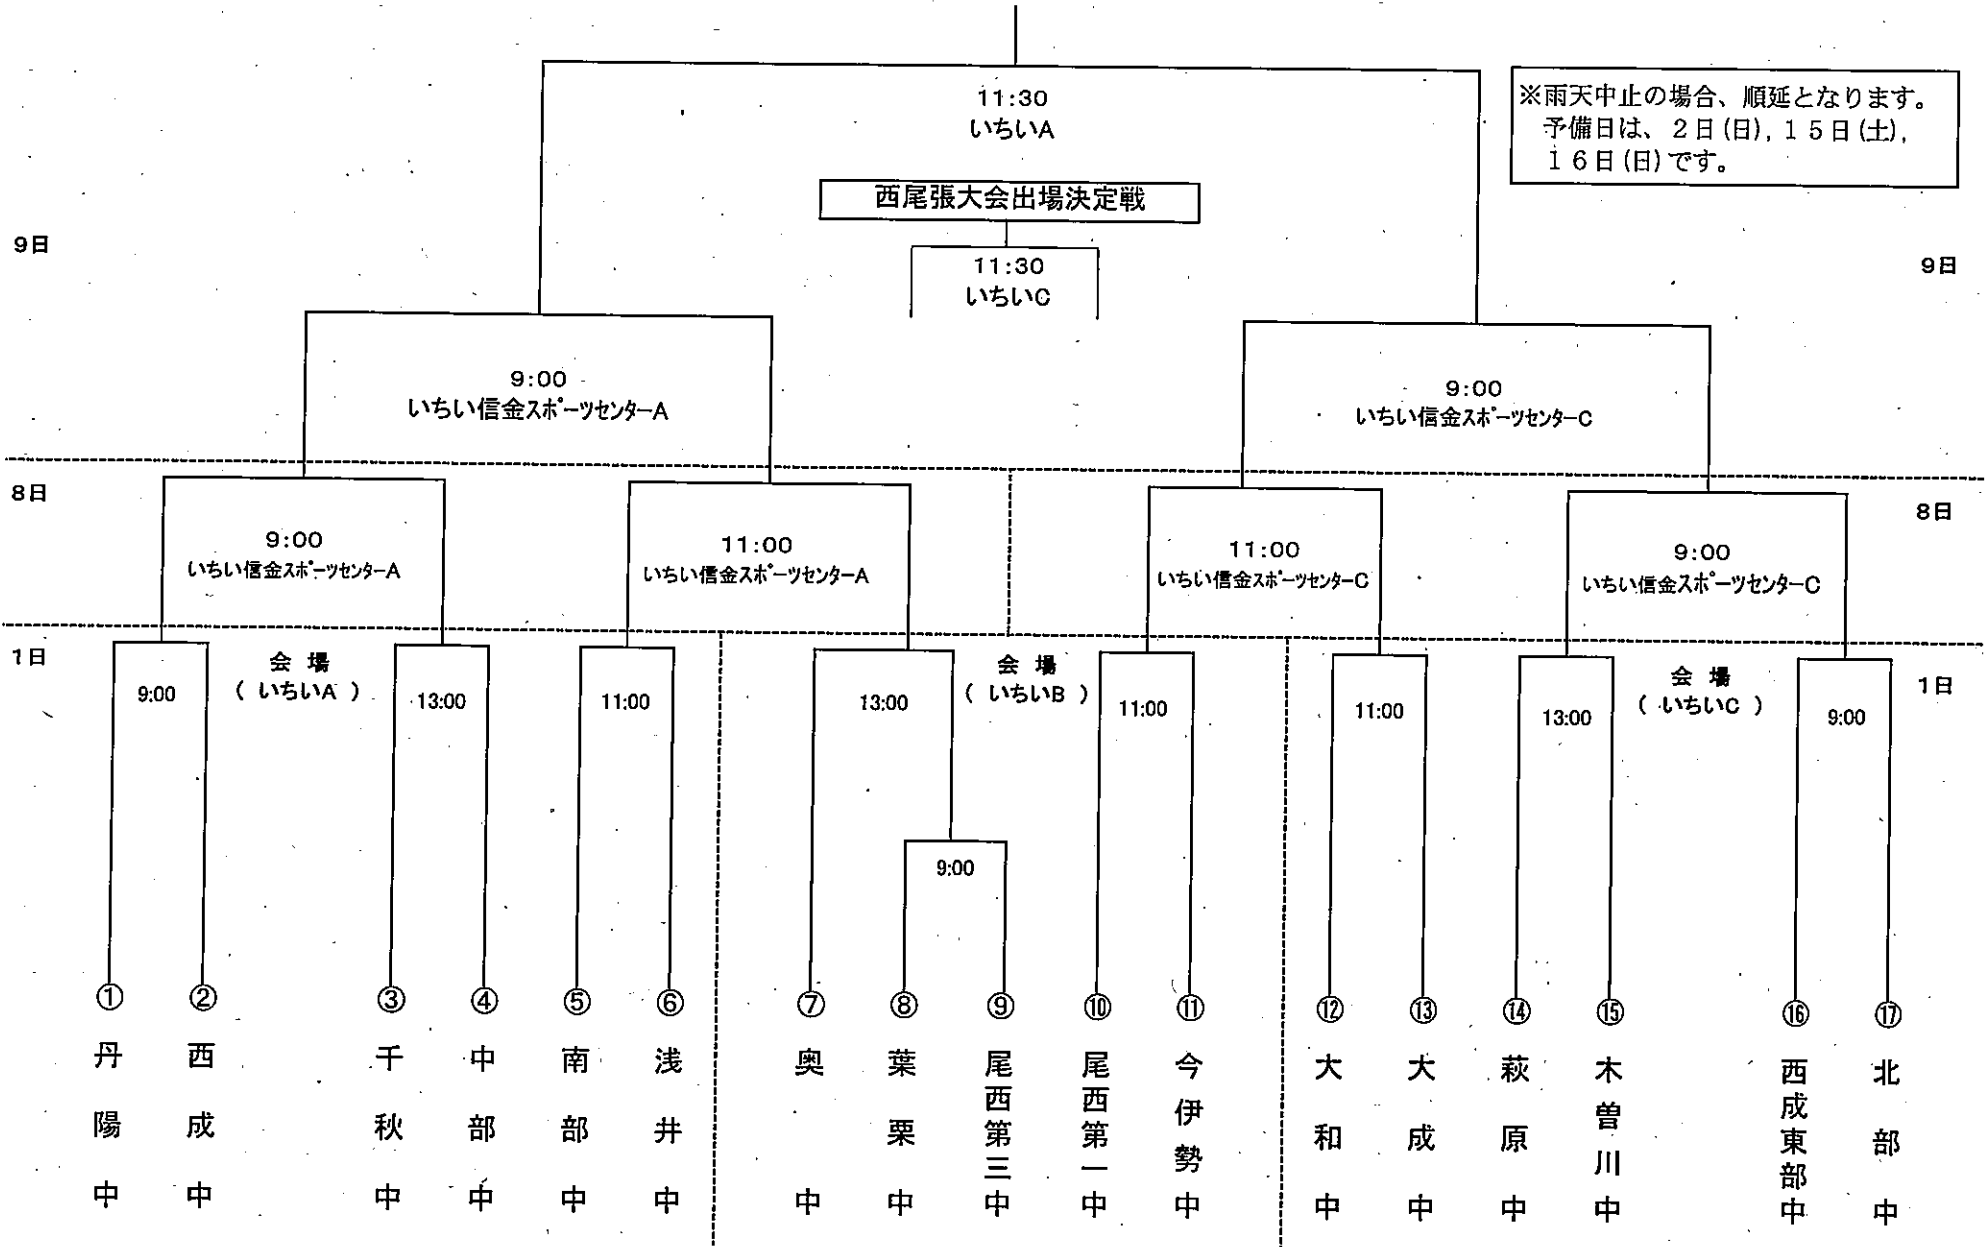 11:30
いちいA
※雨天中止の場合、順延となります。
予備日は、2日(日),15日(土),
16日(日)です。
西尾張大会出場決定戦
11:30
いちいC
9日
9日
9:00
いちい信金スポーツセンターA
9:00
いちい信金スポーツセンターC
8日
8日
9:00
いちい信金スポーツセンターA
11:00
いちい信金スポーツセンターA
11:00
いちい信金スポーツセンターC
9:00
いちい信金スポーツセンターC
1日
1日
会場
(いちいA)
会場
(いちいB)
会場
(いちいC)
9:00
13:00
11:00
13:00
11:00
11:00
13:00
9:00
9:00
① 丹陽中
② 西成中
③ 千秋中
④ 中部中
⑤ 南部中
⑥ 浅井中
⑦ 奥中
⑧ 葉栗中
⑨ 尾西第三中
⑩ 尾西第一中
⑪ 今伊勢中
⑫ 大和中
⑬ 大成中
⑭ 萩原中
⑮ 木曽川中
⑯ 西成東部中
⑰ 北部中